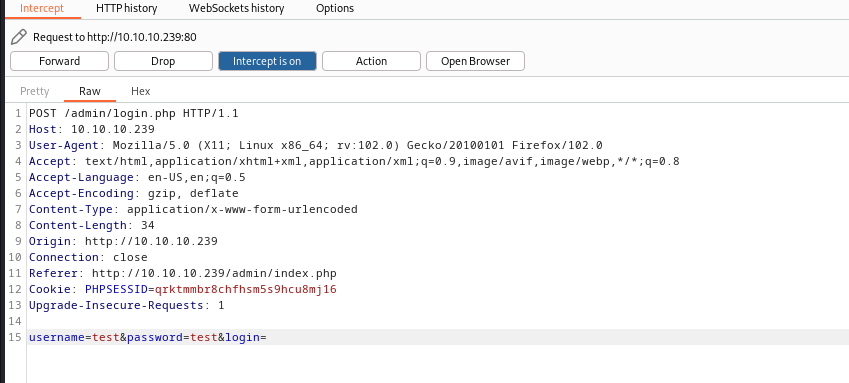 Intercept HTTP history WebSockets history Options
Request to http://10.10.10.239:80
Forward Drop Intercept is on Action Open Browser
Pretty Raw Hex
1 POST /admin/login.php HTTP/1.1
2 Host: 10.10.10.239
3 User-Agent: Mozilla/5.0 (X11; Linux x86_64; rv:102.0) Gecko/20100101 Firefox/102.0
4 Accept: text/html,application/xhtml+xml,application/xml;q=0.9,image/avif,image/webp,*/*;q=0.8
5 Accept-Language: en-US,en;q=0.5
6 Accept-Encoding: gzip, deflate
7 Content-Type: application/x-www-form-urlencoded
8 Content-Length: 34
9 Origin: http://10.10.10.239
10 Connection: close
11 Referer: http://10.10.10.239/admin/index.php
12 Cookie: PHPSESSID=qrktmmbr8chfhsm5s9hcu8mj16
13 Upgrade-Insecure-Requests: 1
14
15 username=test&password=test&login=